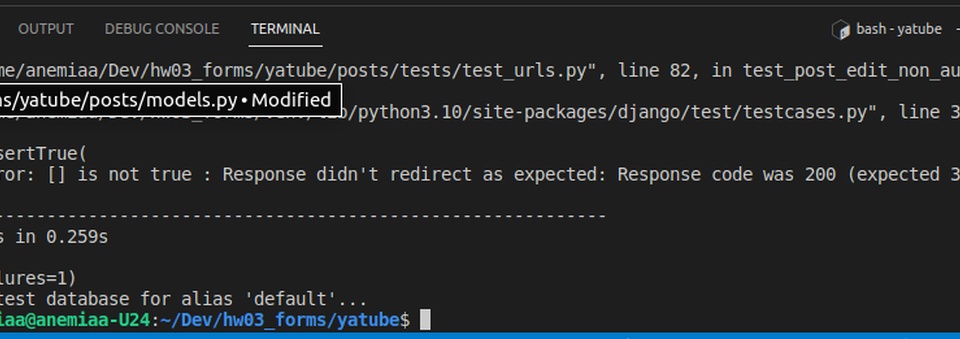 OUTPUT DEBUG CONSOLE TERMINAL bash - yatube
me/anemiaa/Dev/hw03_forms/yatube/posts/tests/test_urls.py", line 82, in test_post_edit_non_au
s/yatube/posts/models.py • Modified
/python3.10/site-packages/django/test/testcases.py", line 3
sertTrue(
ror: [] is not true : Response didn't redirect as expected: Response code was 200 (expected 3
----------------------------------------------------------------------
s in 0.259s
lures=1)
test database for alias 'default'...
iaa@anemiaa-U24:~/Dev/hw03_forms/yatube$